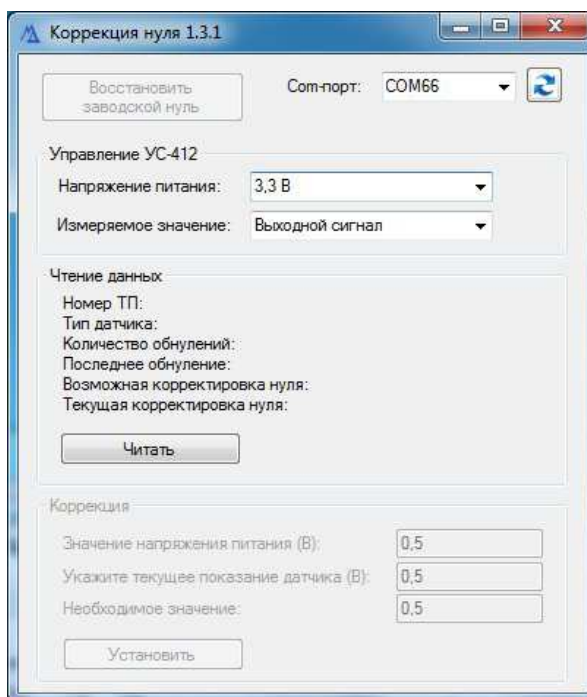 Коррекция нуля 1.3.1
Восстановить
заводской нуль
Com-порт:
COM66
Управление УС-412
Напряжение питания:
3,3 В
Измеряемое значение:
Выходной сигнал
Чтение данных
Номер ТП:
Тип датчика:
Количество обнулений:
Последнее обнуление:
Возможная корректировка нуля:
Текущая корректировка нуля:
Читать
Коррекция
Значение напряжения питания (В):
0,5
Укажите текущее показание датчика (В):
0,5
Необходимое значение:
0,5
Установить